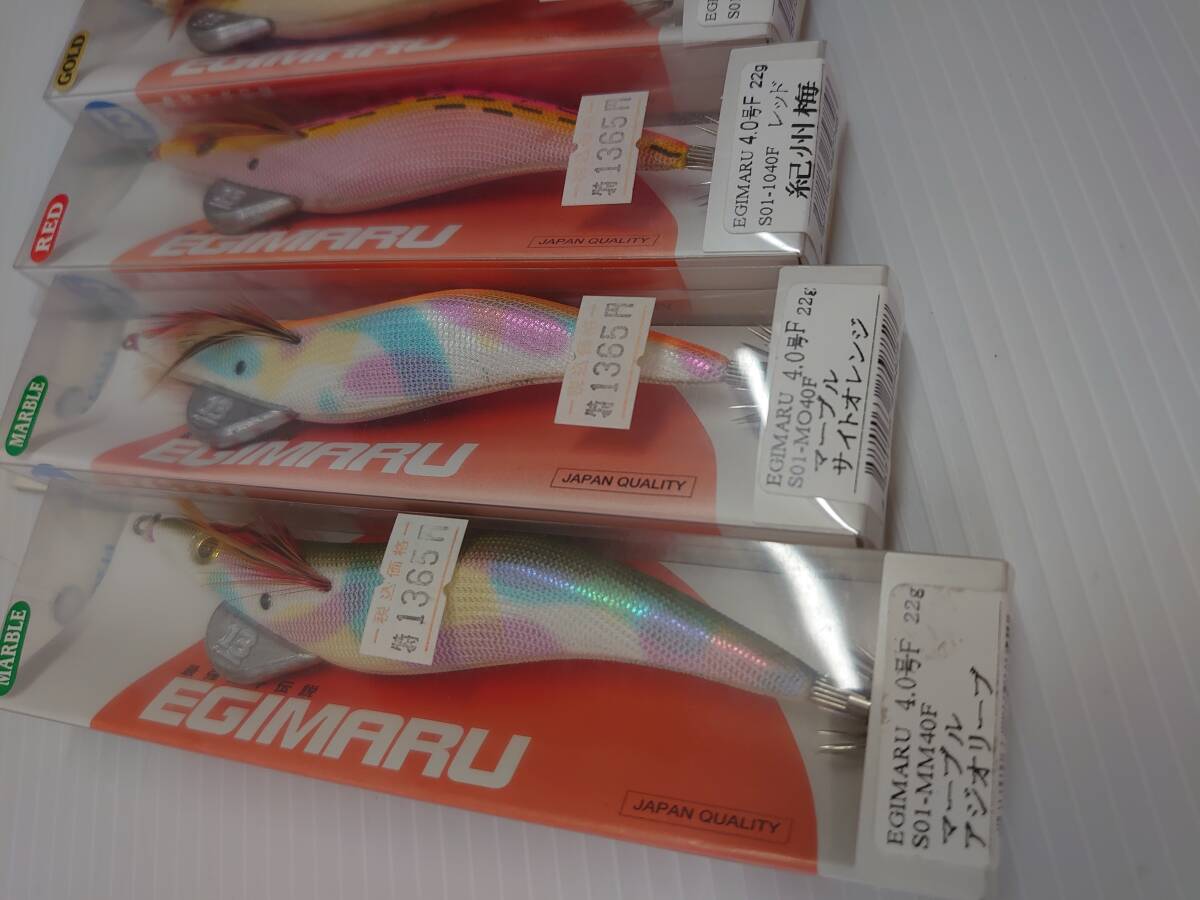 GOLD
EGIMARU
S01
RED
EGIMARU
JAPAN QUALITY
1365円
特
EGIMARU 4.0号F 22g
S01-1040F レッド
紀州梅
MARBLE
13
EGIMARU
JAPAN QUALITY
1365円
特
EGIMARU 4.0号F 22g
S01-MO40F
マーブル
サイトオレンジ
MARBLE
13
EGIMARU
JAPAN QUALITY
税込価格
特 1365円
EGIMARU 4.0号F 22g
S01-MM40F
マーブル
アジオリーブ